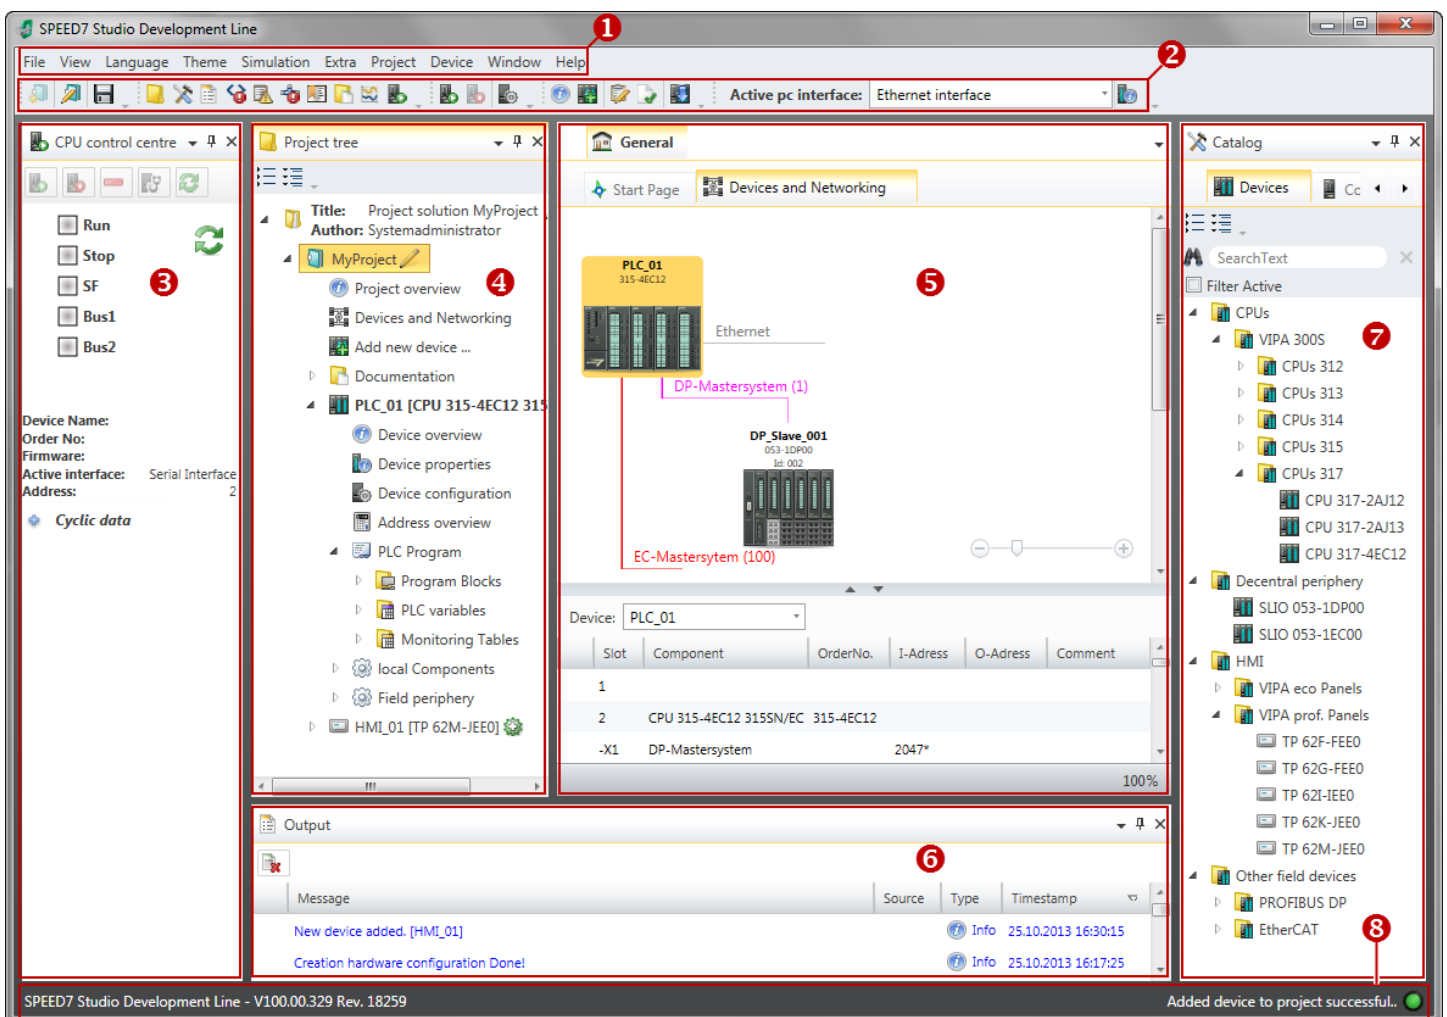 SPEED7 Studio Development Line
1
File View Language Theme Simulation Extra Project Device Window Help
2
Active pc interface: Ethernet interface
CPU control centre
Run
Stop
SF
Bus1
Bus2
3
Device Name:
Order No:
Firmware:
Active interface: Serial Interface
Address: 2
Cyclic data
Project tree
Title: Project solution MyProject
Author: Systemadministrator
MyProject
4
Project overview
Devices and Networking
Add new device ...
Documentation
PLC_01 [CPU 315-4EC12 315
Device overview
Device properties
Device configuration
Address overview
PLC Program
Program Blocks
PLC variables
Monitoring Tables
local Components
Field periphery
HMI_01 [TP 62M-JEE0]
General
Start Page Devices and Networking
PLC_01
315-4EC12
5
Ethernet
DP-Mastersystem (1)
DP_Slave_001
053-1DP00
Id: 002
EC-Mastersytem (100)
Device: PLC_01
Slot Component OrderNo. I-Adress O-Adress Comment
1
2 CPU 315-4EC12 315SN/EC 315-4EC12
-X1 DP-Mastersystem 2047*
100%
Output
6
Message Source Type Timestamp
New device added. [HMI_01] Info 25.10.2013 16:30:15
Creation hardware configuration Done! Info 25.10.2013 16:17:25
Catalog
Devices Cc
SearchText
Filter Active
CPUs
VIPA 300S
7
CPUs 312
CPUs 313
CPUs 314
CPUs 315
CPUs 317
CPU 317-2AJ12
CPU 317-2AJ13
CPU 317-4EC12
Decentral periphery
SLIO 053-1DP00
SLIO 053-1EC00
HMI
VIPA eco Panels
VIPA prof. Panels
TP 62F-FEE0
TP 62G-FEE0
TP 62I-IEE0
TP 62K-JEE0
TP 62M-JEE0
Other field devices
PROFIBUS DP
EtherCAT
8
SPEED7 Studio Development Line - V100.00.329 Rev. 18259
Added device to project successful..